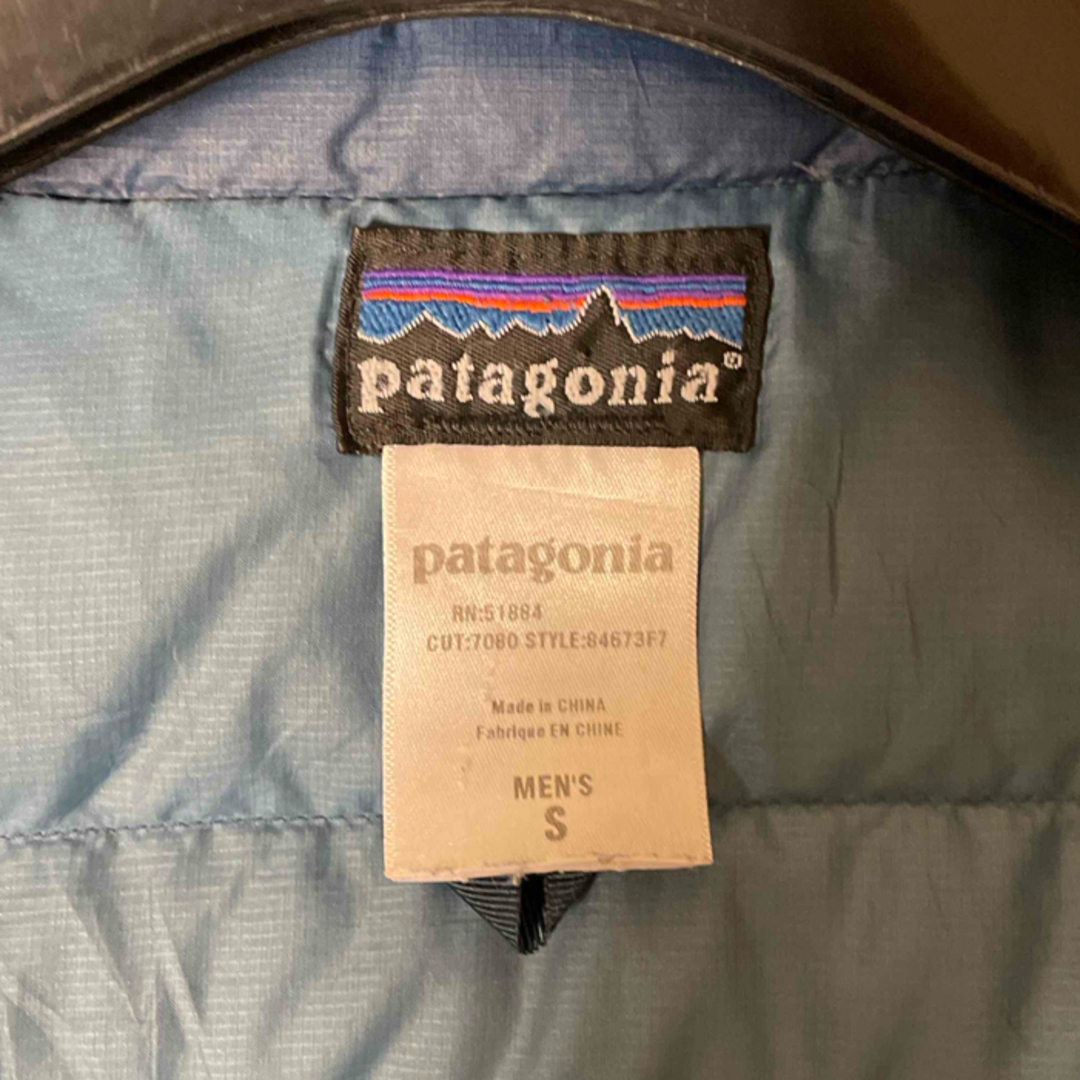 patagonia®
patagonia
RN:51884
CUT:7080 STYLE:84673F7
Made in CHINA
Fabrique EN CHINE
MEN'S
S